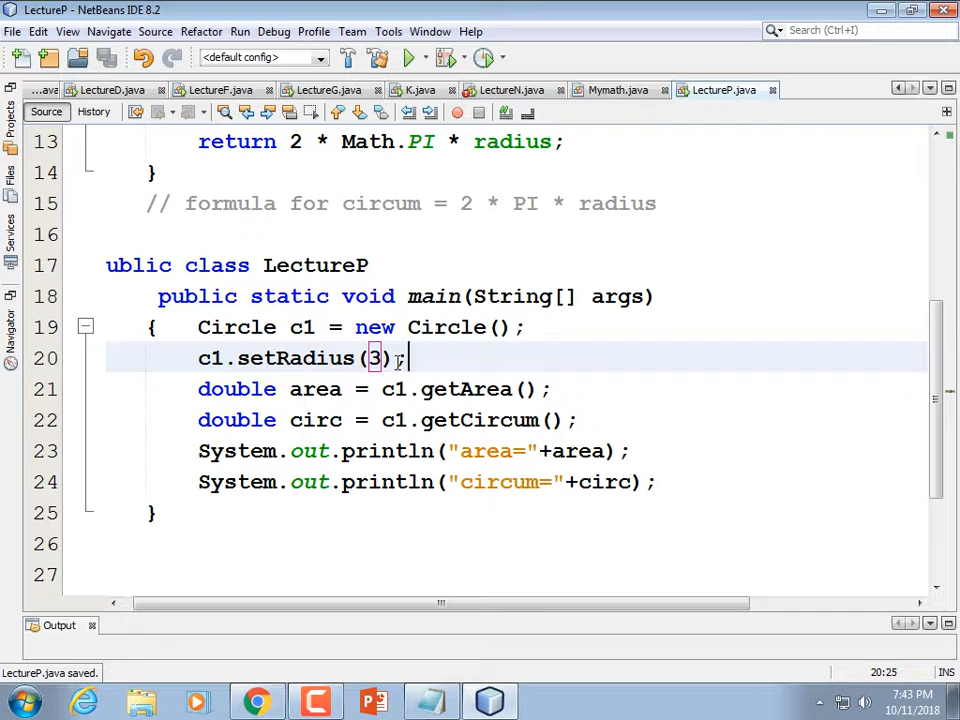 LectureP - NetBeans IDE 8.2
File Edit View Navigate Source Refactor Run Debug Profile Team Tools Window Help
Search (Ctrl+I)
<default config>
...ava LectureD.java LectureF.java LectureG.java K.java LectureN.java Mymath.java LectureP.java
Source History
Projects
Files
Services
Navigator
13 return 2 * Math.PI * radius;
14 }
15 // formula for circum = 2 * PI * radius
16
17 ublic class LectureP
18 public static void main(String[] args)
19 { Circle c1 = new Circle();
20 c1.setRadius(3);
21 double area = c1.getArea();
22 double circ = c1.getCircum();
23 System.out.println("area="+area);
24 System.out.println("circum="+circ);
25 }
26
27
Output
LectureP.java saved.
20:25 INS
7:43 PM
10/11/2018